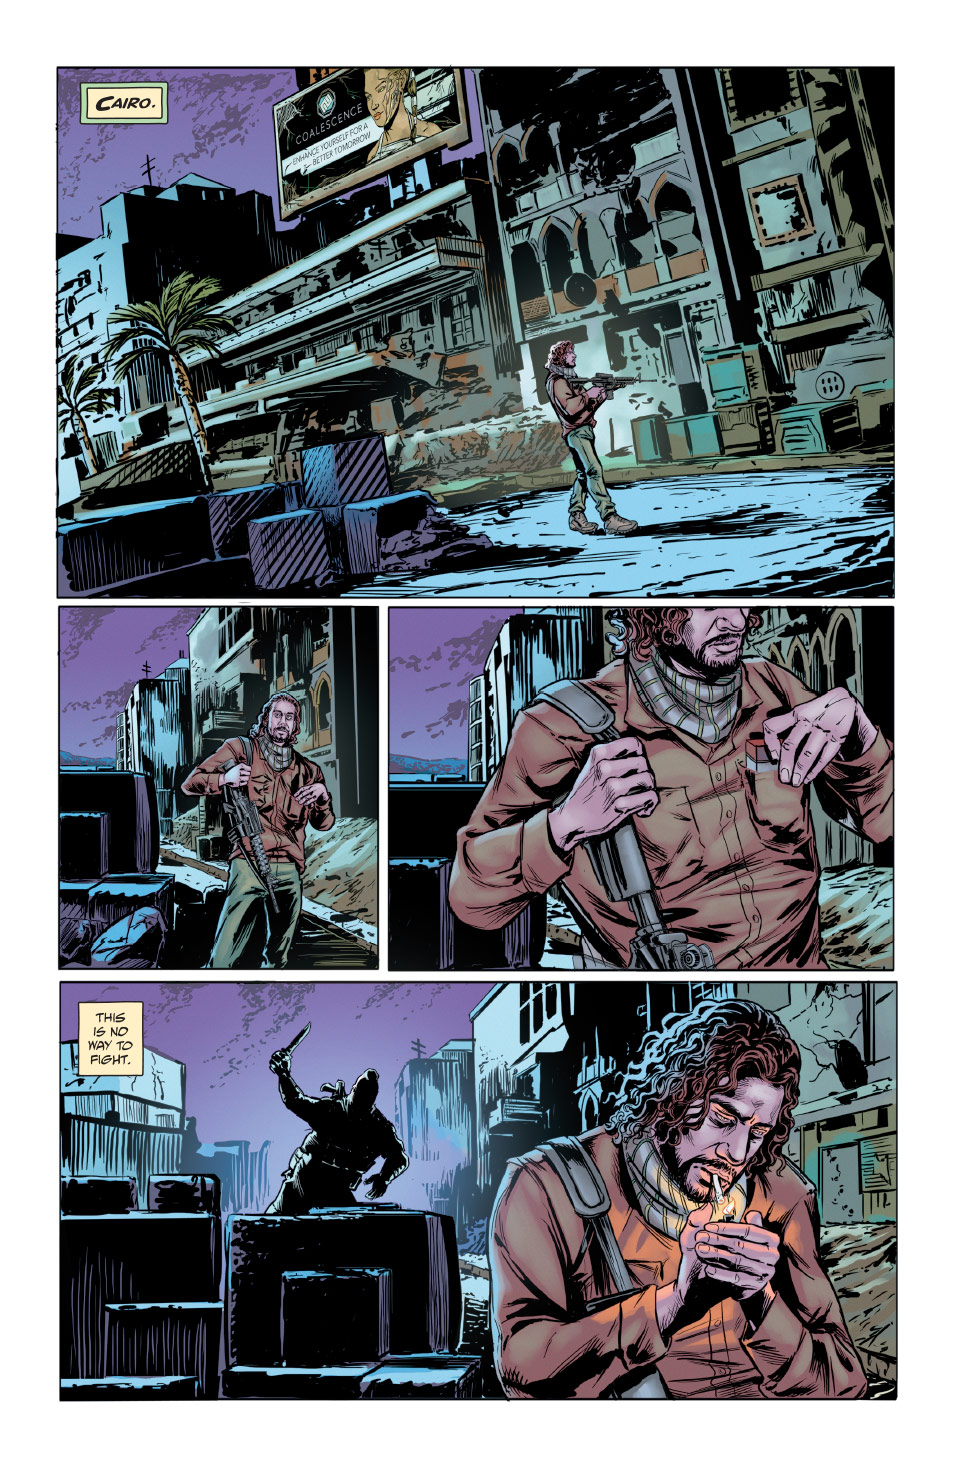 CAIRO.
COALESCENCE
ENHANCE YOURSELF FOR A
BETTER TOMORROW
THIS
IS NO
WAY TO
FIGHT.